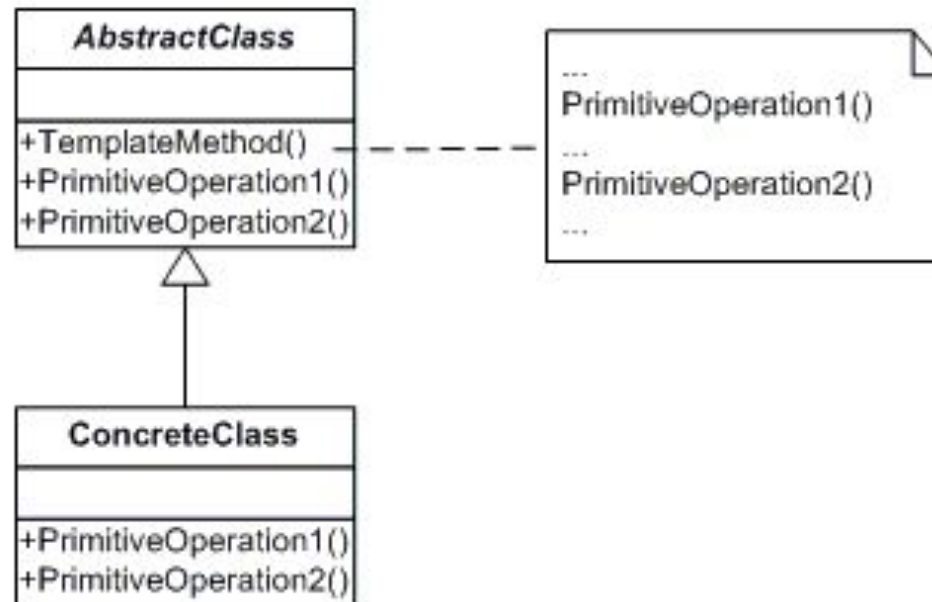 AbstractClass
+TemplateMethod()
+PrimitiveOperation1()
+PrimitiveOperation2()
...
PrimitiveOperation1()
...
PrimitiveOperation2()
...
ConcreteClass
+PrimitiveOperation1()
+PrimitiveOperation2()